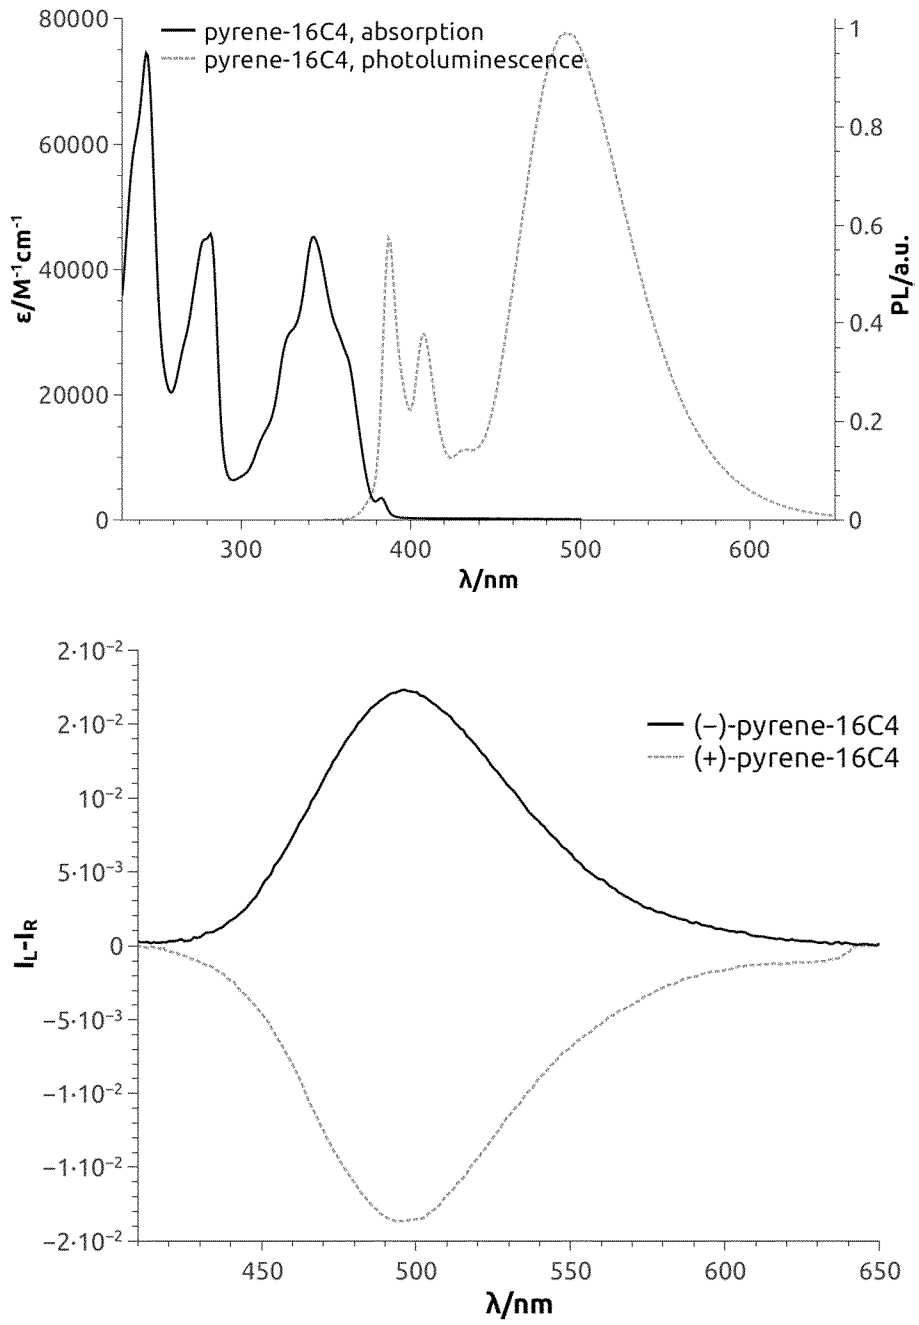 80000
60000
40000
20000
0
ε/M⁻¹cm⁻¹
pyrene-16C4, absorption
pyrene-16C4, photoluminescence
1
0.8
0.6
0.4
0.2
0
PL/a.u.
300 400 500 600
λ/nm
2·10⁻²
2·10⁻²
10⁻²
5·10⁻³
0
−5·10⁻³
−1·10⁻²
−1·10⁻²
−2·10⁻²
I_L-I_R
(−)-pyrene-16C4
(+)-pyrene-16C4
450 500 550 600 650
λ/nm